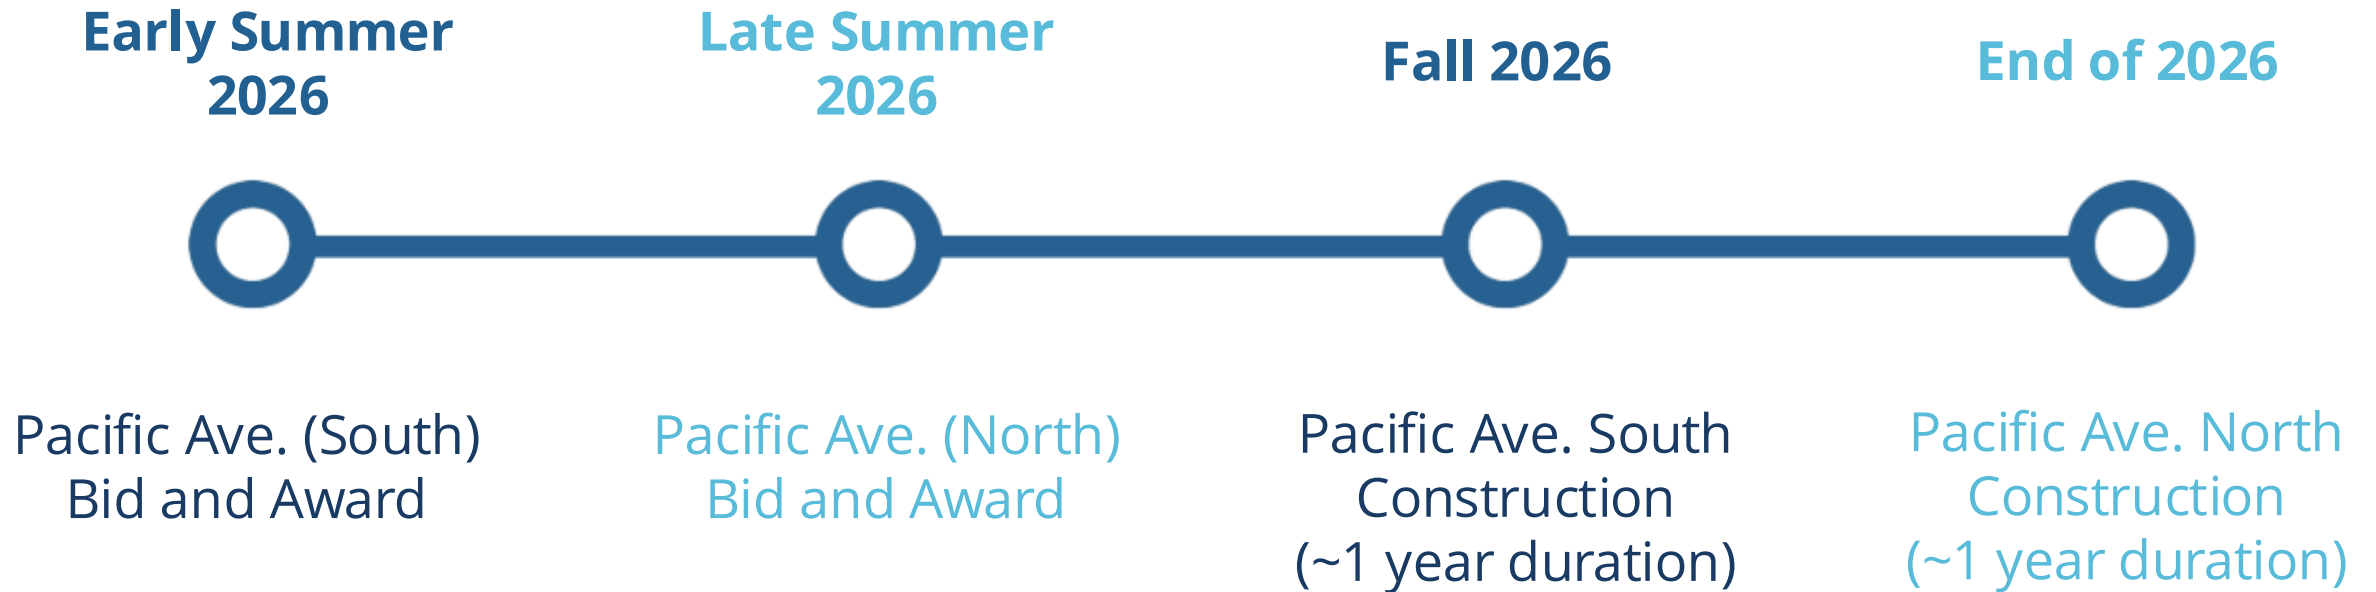 Early Summer
2026
Late Summer
2026
Fall 2026
End of 2026
Pacific Ave. (South)
Bid and Award
Pacific Ave. (North)
Bid and Award
Pacific Ave. South
Construction
(~1 year duration)
Pacific Ave. North
Construction
(~1 year duration)